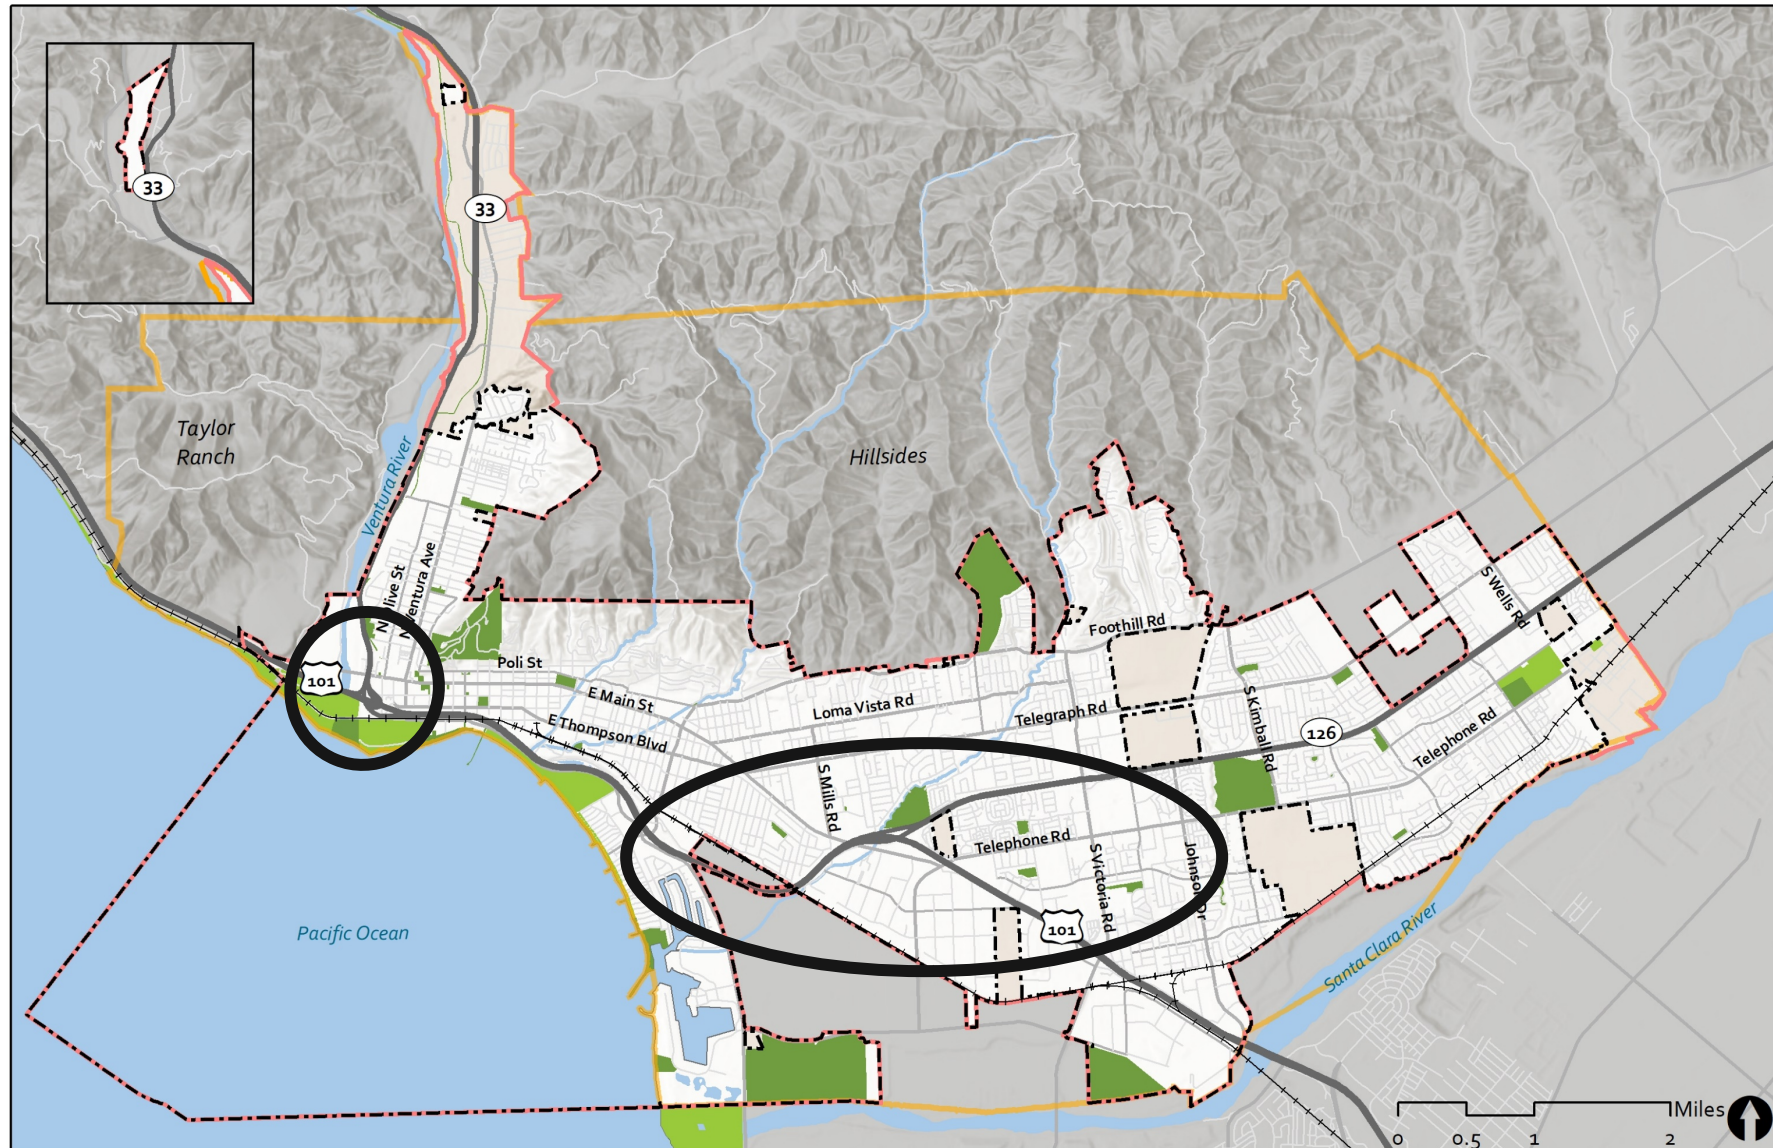 33
33
Taylor
Ranch
Ventura River
Hillsides
N Ventura Ave
S Wells Rd
Foothill Rd
101
Poli St
E Main St
Loma Vista Rd
Telegraph Rd
S Kimball Rd
126
Telephone Rd
E Thompson Blvd
S Mills Rd
Telephone Rd
S Victoria Rd
Johnson Dr
101
Pacific Ocean
Santa Clara River
Miles
0 0.5 1 2